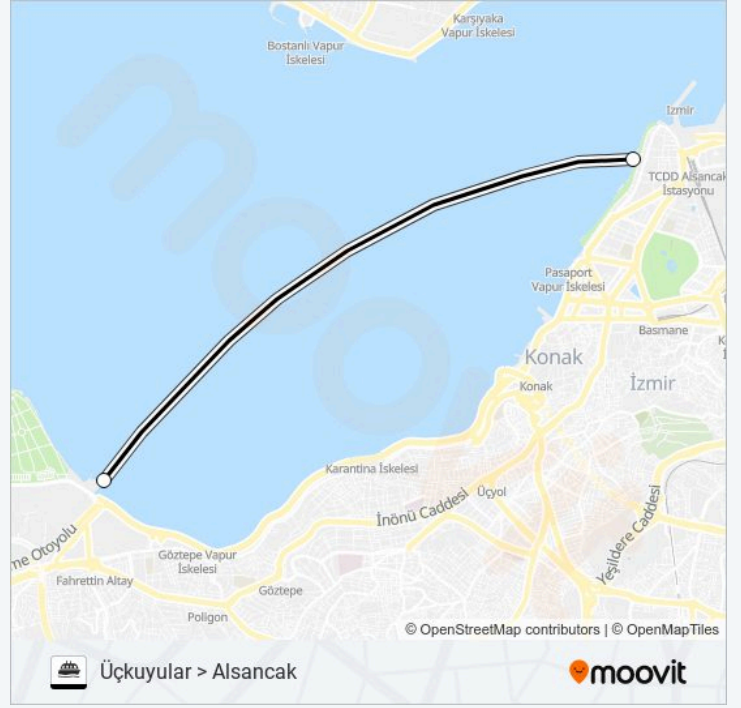 Karşıyaka
Vapur İskelesi
Bostanlı Vapur
İskelesi
İzmir
TCDD Alsancak
İstasyonu
Pasaport
Vapur İskelesi
Basmane
Konak
Konak
İzmir
Karantina İskelesi
Üçyol
İnönü Caddesi
Yeşildere Caddesi
ne Otoyolu
Göztepe Vapur
İskelesi
Fahrettin Altay
Göztepe
Poligon
© OpenStreetMap contributors | © OpenMapTiles
Üçkuyular > Alsancak
moovit